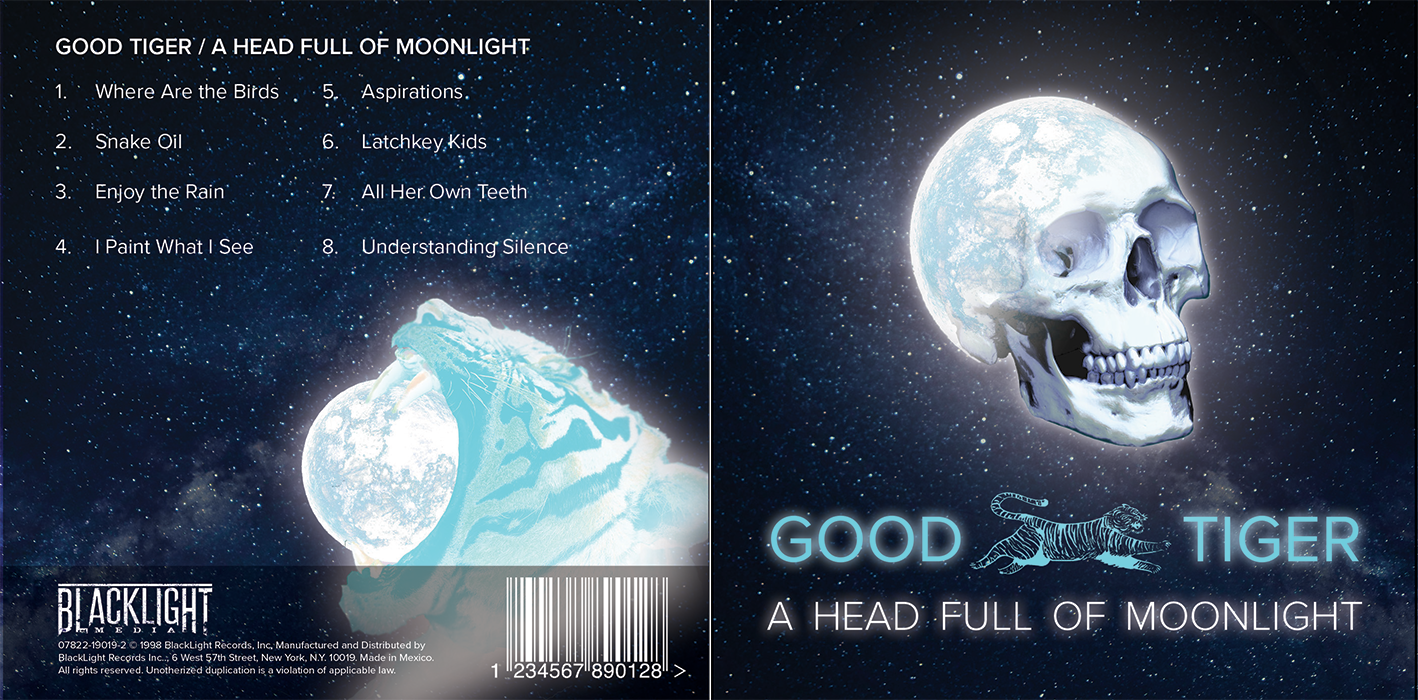 GOOD TIGER / A HEAD FULL OF MOONLIGHT
1. Where Are the Birds
2. Snake Oil
3. Enjoy the Rain
4. I Paint What I See
5. Aspirations
6. Latchkey Kids
7. All Her Own Teeth
8. Understanding Silence
BLACKLIGHT
MEDIA
07822-19019-2 © 1998 BlackLight Records, Inc, Manufactured and Distributed by
BlackLight Records Inc.., 6 West 57th Street, New York, N.Y. 10019. Made in Mexico.
All rights reserved. Unotherized duplication is a violation of applicable law.
1 234567 890128 >
GOOD TIGER
A HEAD FULL OF MOONLIGHT